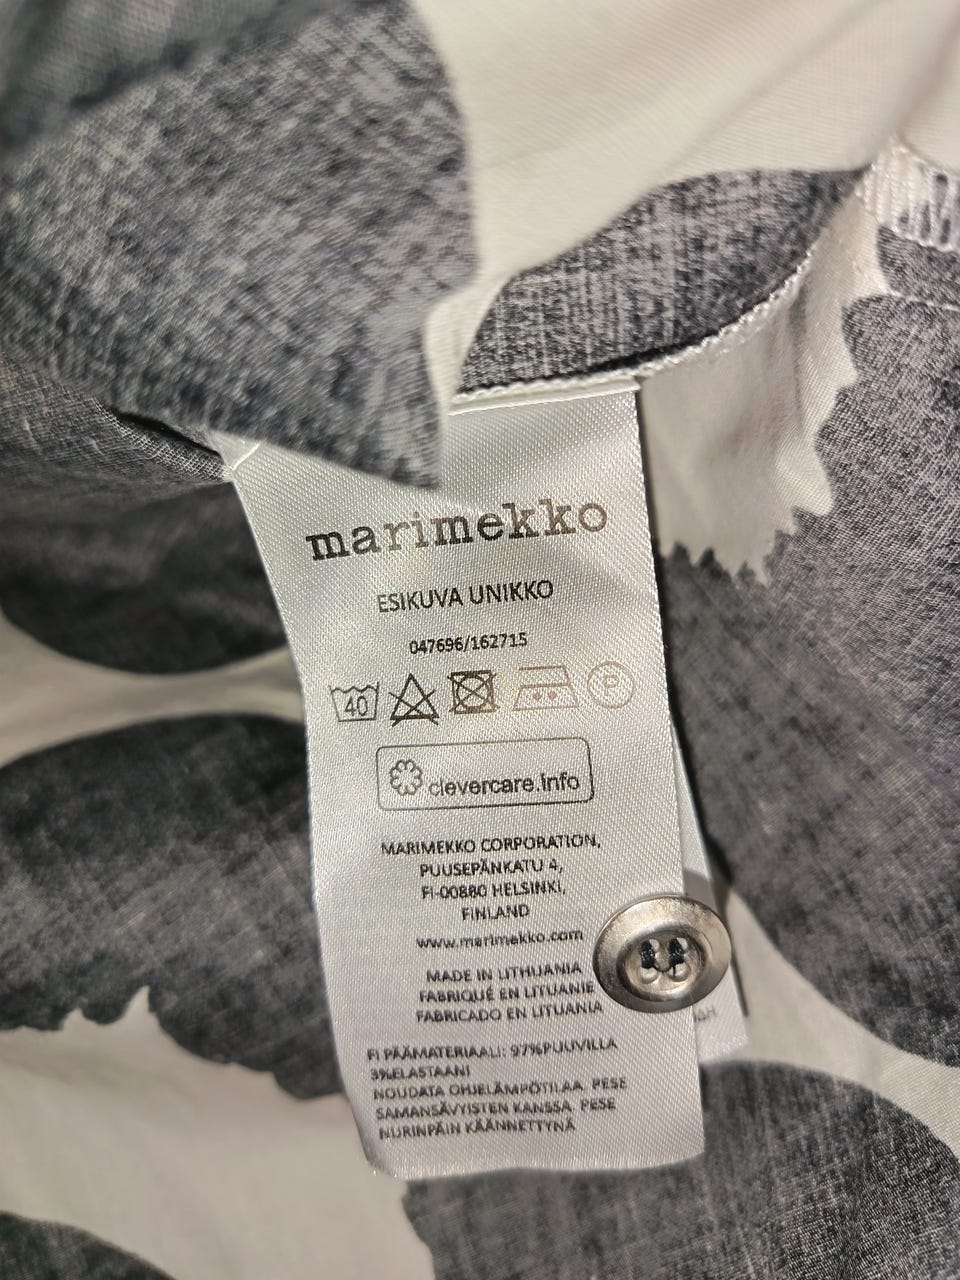 marimekko
ESIKUVA UNIKKO
047696/162715
40 P
clevercare.info
MARIMEKKO CORPORATION,
PUUSEPÄNKATU 4,
FI-00880 HELSINKI,
FINLAND
www.marimekko.com
MADE IN LITHUANIA
FABRIQUÉ EN LITUANIE
FABRICADO EN LITUANIA
FI PÄÄMATERIAALI: 97%PUUVILLA
3%ELASTAANI
NOUDATA OHJELÄMPÖTILAA. PESE
SAMANSÄVYISTEN KANSSA. PESE
NURINPÄIN KÄÄNNETTYNÄ